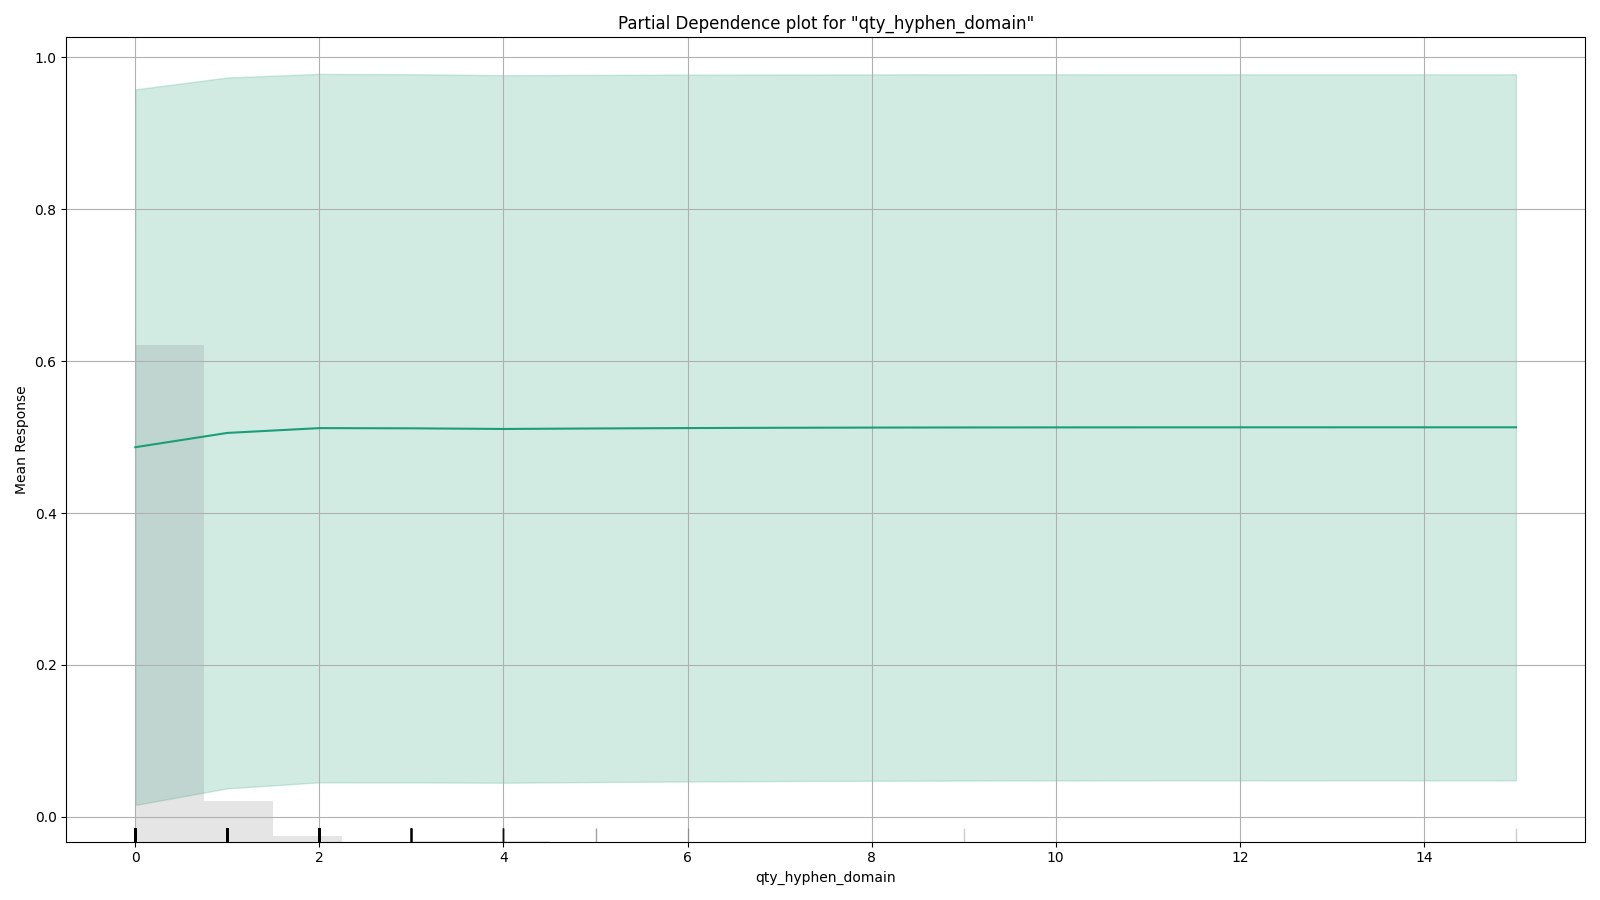 Partial Dependence plot for "qty_hyphen_domain"
1.0
0.8
0.6
0.4
0.2
0.0
Mean Response
0 2 4 6 8 10 12 14
qty_hyphen_domain